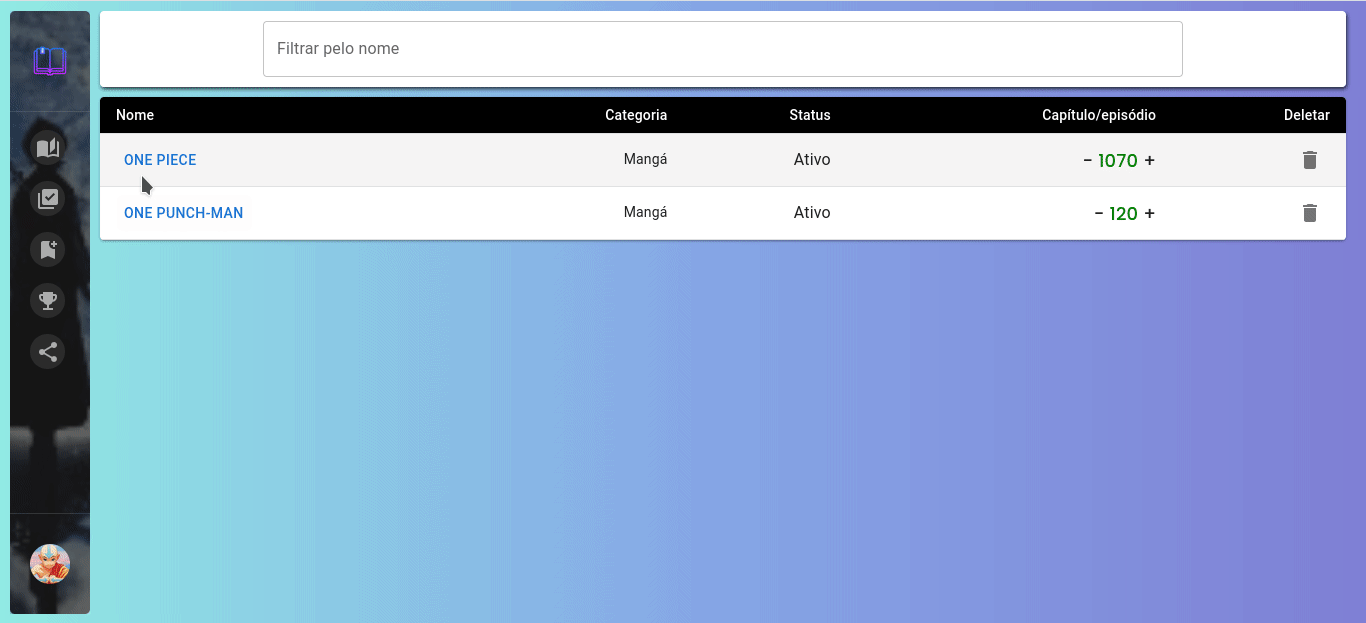 Filtrar pelo nome
Nome Categoria Status Capítulo/episódio Deletar
ONE PIECE Mangá Ativo - 1070 +
ONE PUNCH-MAN Mangá Ativo - 120 +